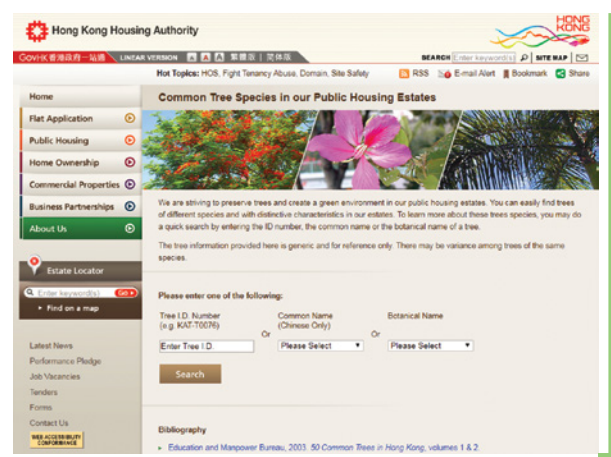 Hong Kong Housing Authority
HONG KONG
GovHK香港政府一站通 LINEAR VERSION A A A 繁體版 | 简体版 SEARCH Enter keyword(s) SITE MAP
Hot Topics: HOS, Fight Tenancy Abuse, Domain, Site Safety RSS E-mail Alert Bookmark Share
Home
Flat Application
Public Housing
Home Ownership
Commercial Properties
Business Partnerships
About Us
Estate Locator
Enter keyword(s) Go
Find on a map
Latest News
Performance Pledge
Job Vacancies
Tenders
Forms
Contact Us
WEB ACCESSIBILITY CONFORMANCE
Common Tree Species in our Public Housing Estates
We are striving to preserve trees and create a green environment in our public housing estates. You can easily find trees
of different species and with distinctive characteristics in our estates. To learn more about these trees species, you may do
a quick search by entering the ID number, the common name or the botanical name of a tree.
The tree information provided here is generic and for reference only. There may be variance among trees of the same
species.
Please enter one of the following:
Tree I.D. Number
(e.g. KAT-T0076)
Enter Tree I.D.
Or
Common Name
(Chinese Only)
Please Select
Or
Botanical Name
Please Select
Search
Bibliography
Education and Manpower Bureau, 2003. 50 Common Trees in Hong Kong, volumes 1 & 2.